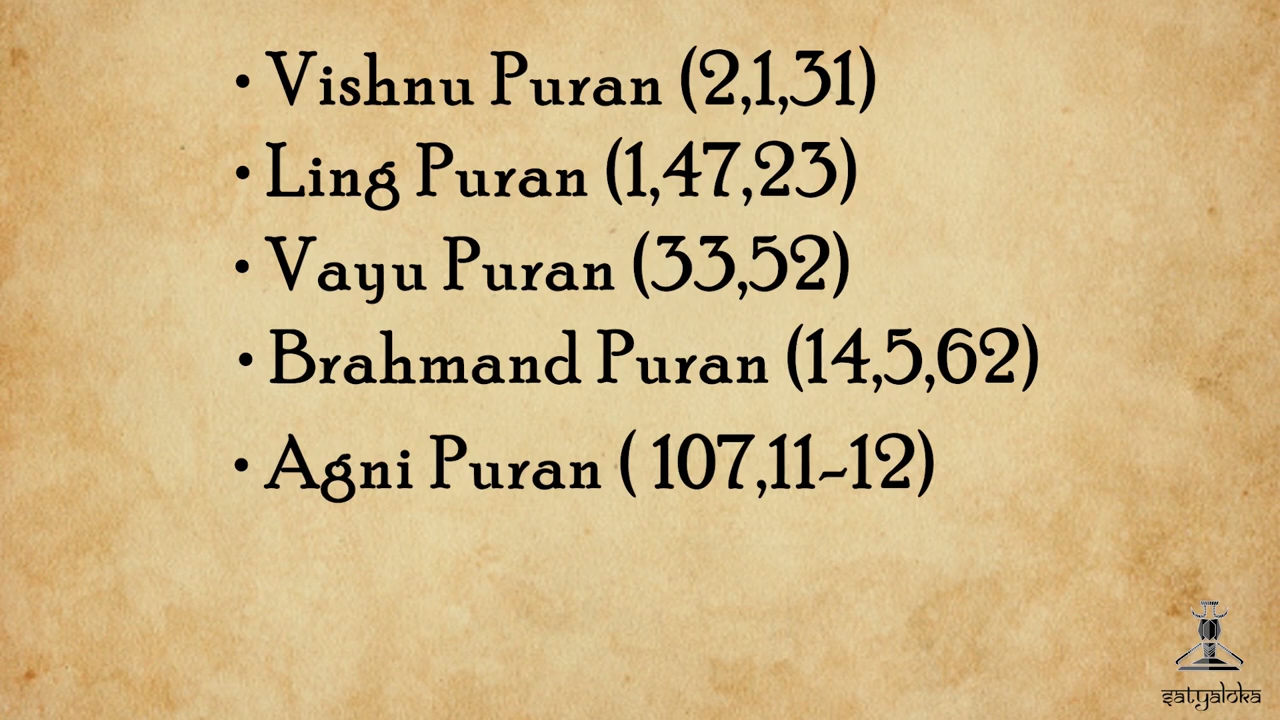 • Vishnu Puran (2,1,31)
• Ling Puran (1,47,23)
• Vayu Puran (33,52)
• Brahmand Puran (14,5,62)
• Agni Puran ( 107,11-12)
satyaloka